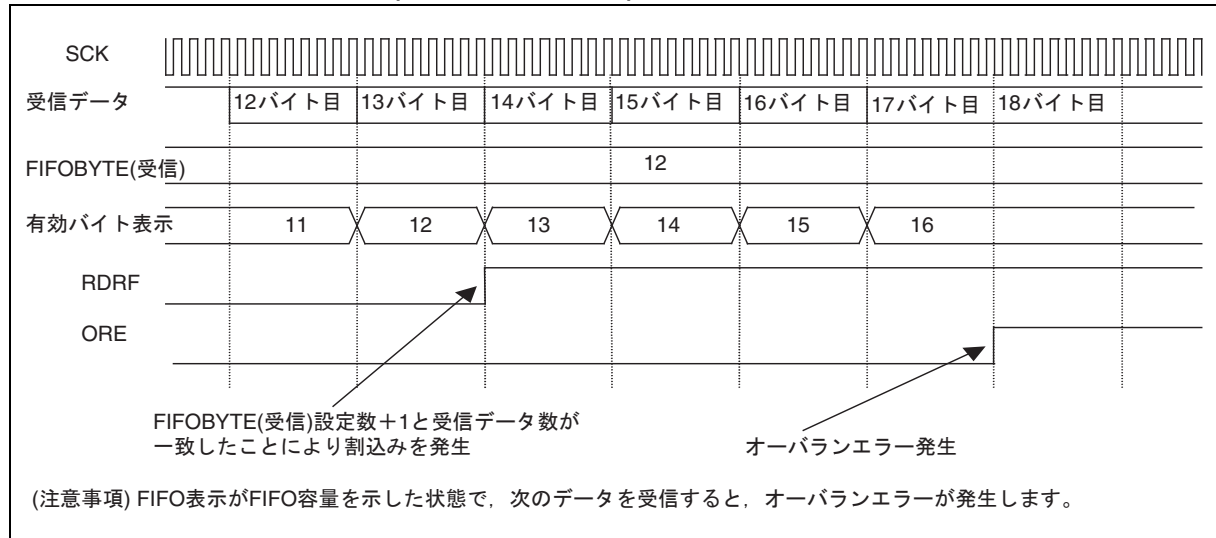 SCK
受信データ
12バイト目 13バイト目 14バイト目 15バイト目 16バイト目 17バイト目 18バイト目
FIFOBYTE(受信)
12
有効バイト表示
11 12 13 14 15 16
RDRF
ORE
FIFOBYTE(受信)設定数+1と受信データ数が
一致したことにより割込みを発生
オーバランエラー発生
(注意事項) FIFO表示がFIFO容量を示した状態で，次のデータを受信すると，オーバランエラーが発生します。